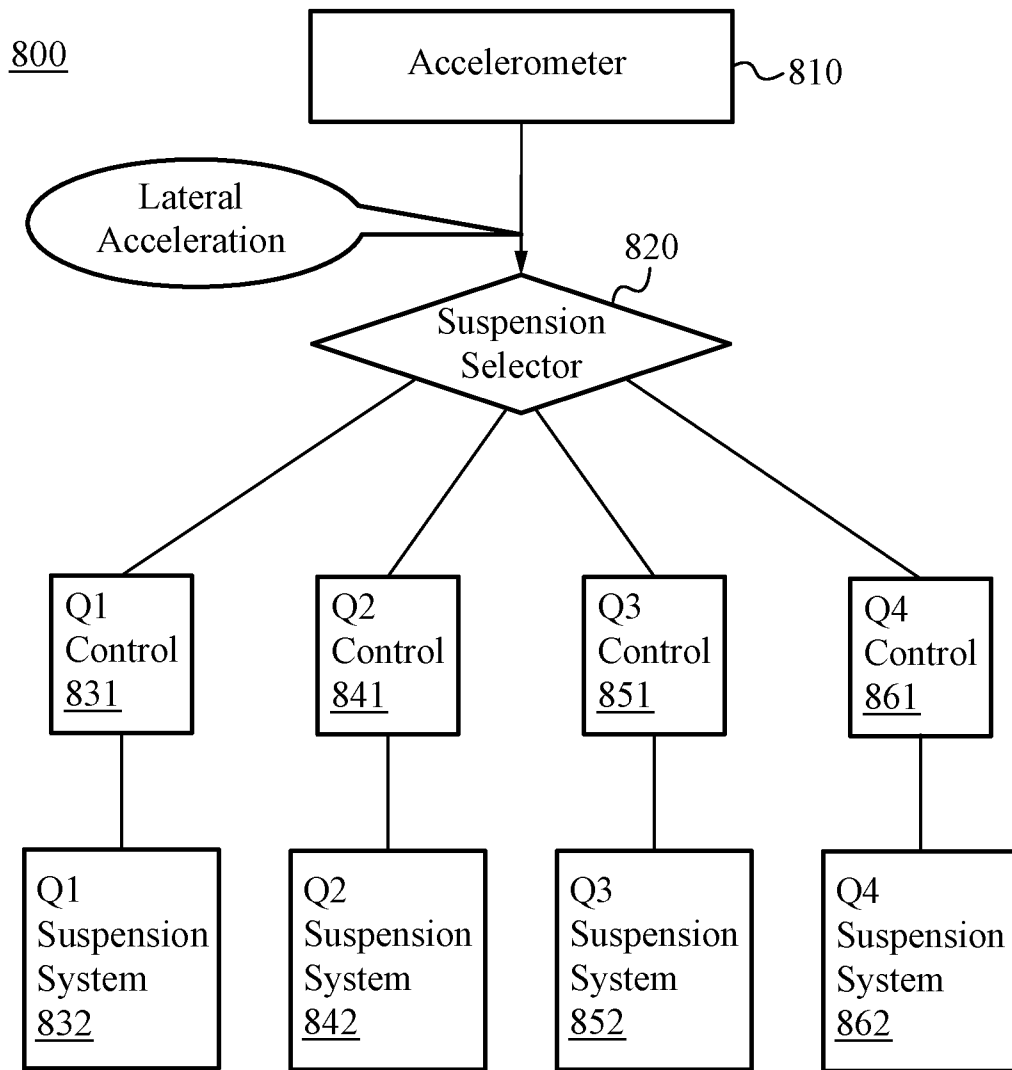 800
Accelerometer
810
Lateral
Acceleration
820
Suspension
Selector
Q1
Control
831
Q2
Control
841
Q3
Control
851
Q4
Control
861
Q1
Suspension
System
832
Q2
Suspension
System
842
Q3
Suspension
System
852
Q4
Suspension
System
862